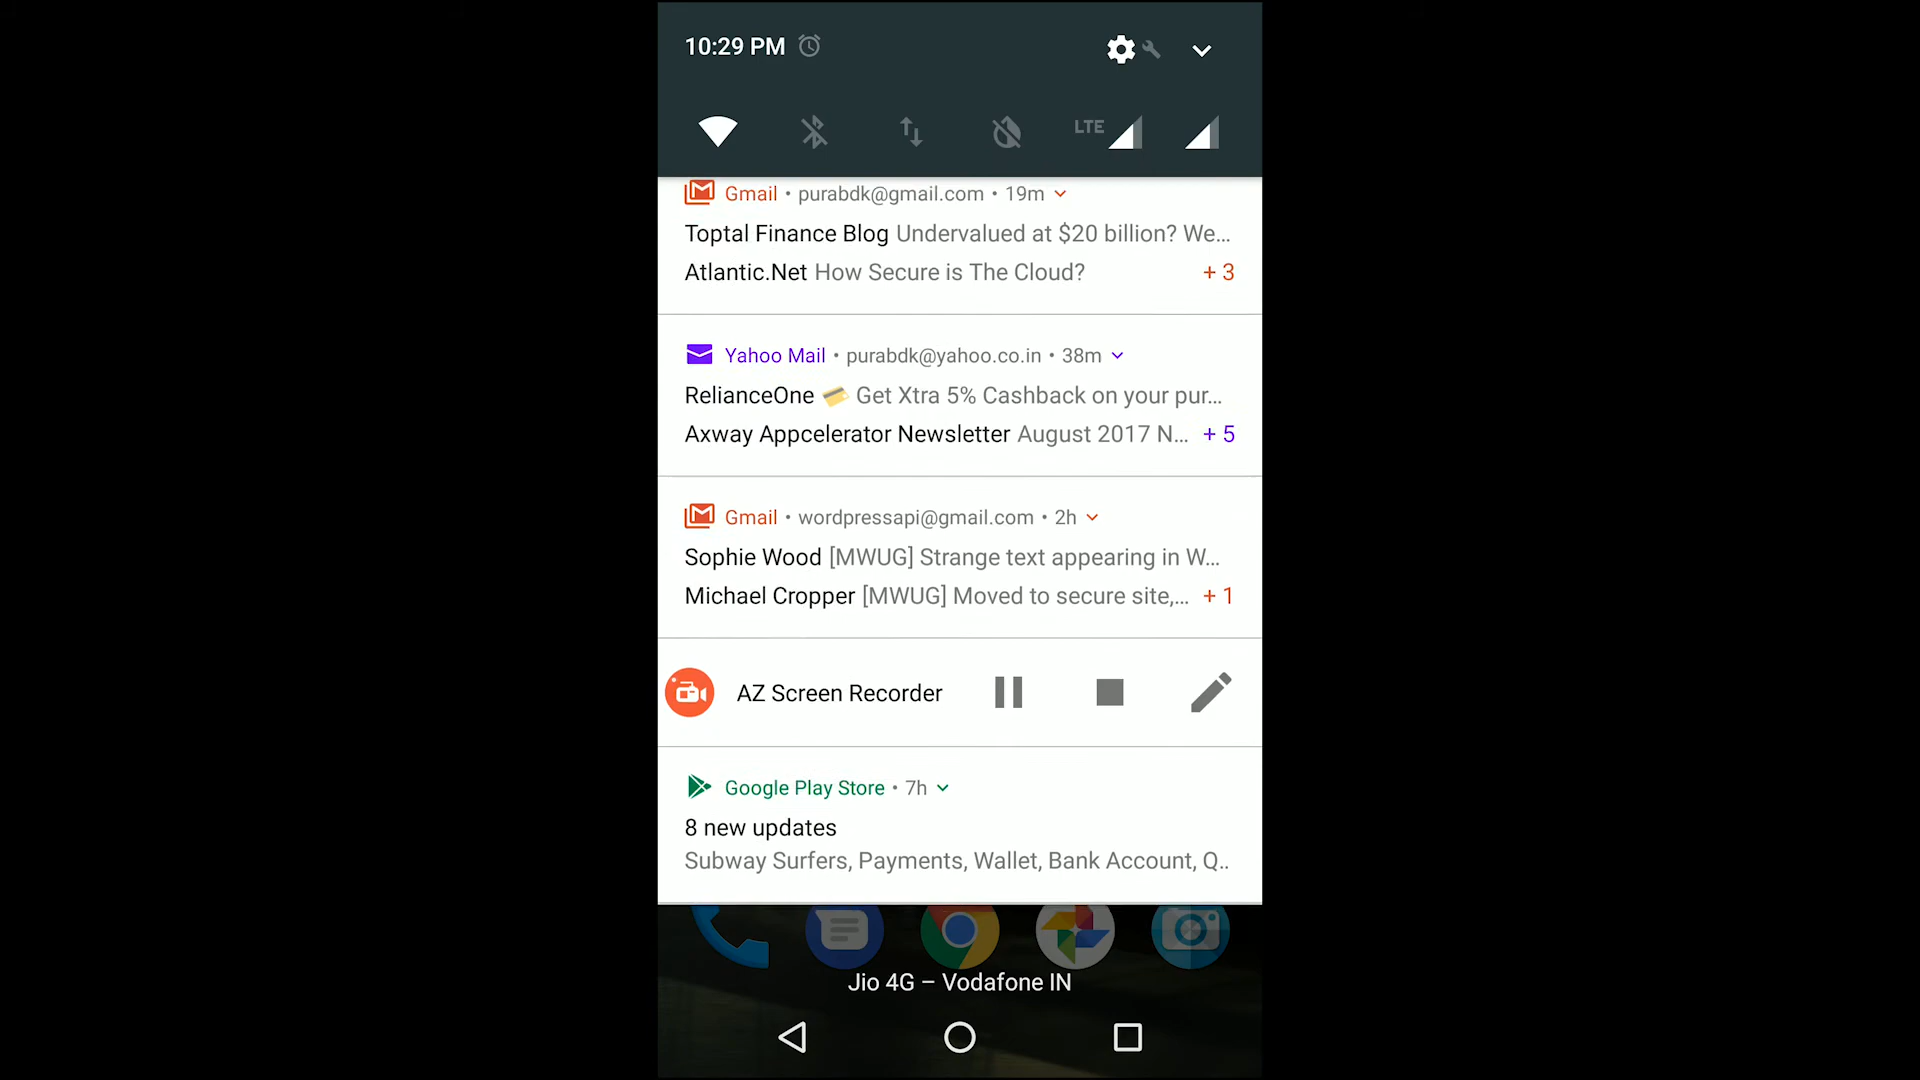 10:29 PM
LTE
Gmail • purabdk@gmail.com • 19m
Toptal Finance Blog Undervalued at $20 billion? We...
Atlantic.Net How Secure is The Cloud? + 3
Yahoo Mail • purabdk@yahoo.co.in • 38m
RelianceOne 💳 Get Xtra 5% Cashback on your pur...
Axway Appcelerator Newsletter August 2017 N... + 5
Gmail • wordpressapi@gmail.com • 2h
Sophie Wood [MWUG] Strange text appearing in W...
Michael Cropper [MWUG] Moved to secure site,... + 1
AZ Screen Recorder
Google Play Store • 7h
8 new updates
Subway Surfers, Payments, Wallet, Bank Account, Q..
Jio 4G – Vodafone IN